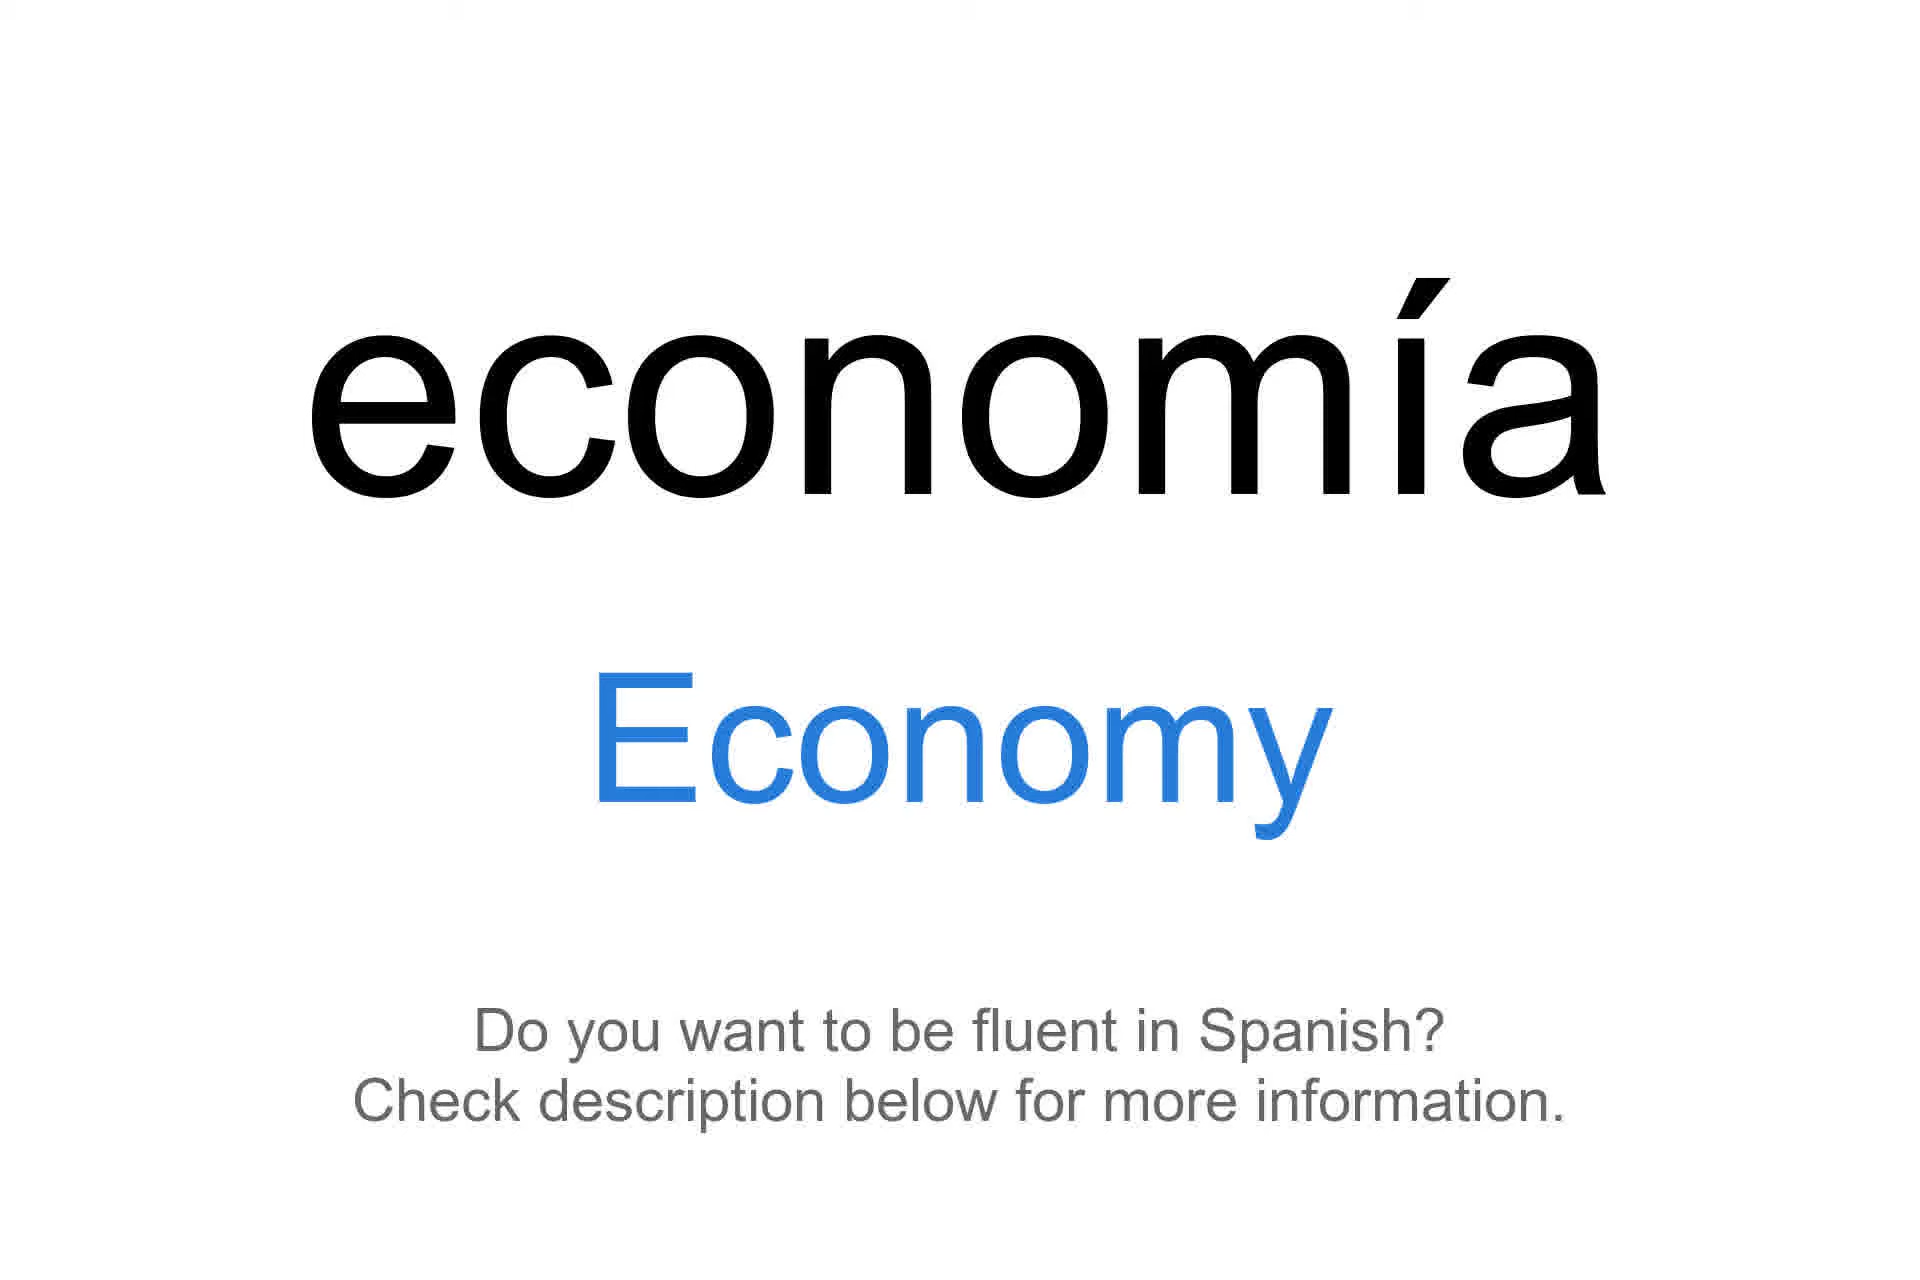 economía
Economy
Do you want to be fluent in Spanish?
Check description below for more information.